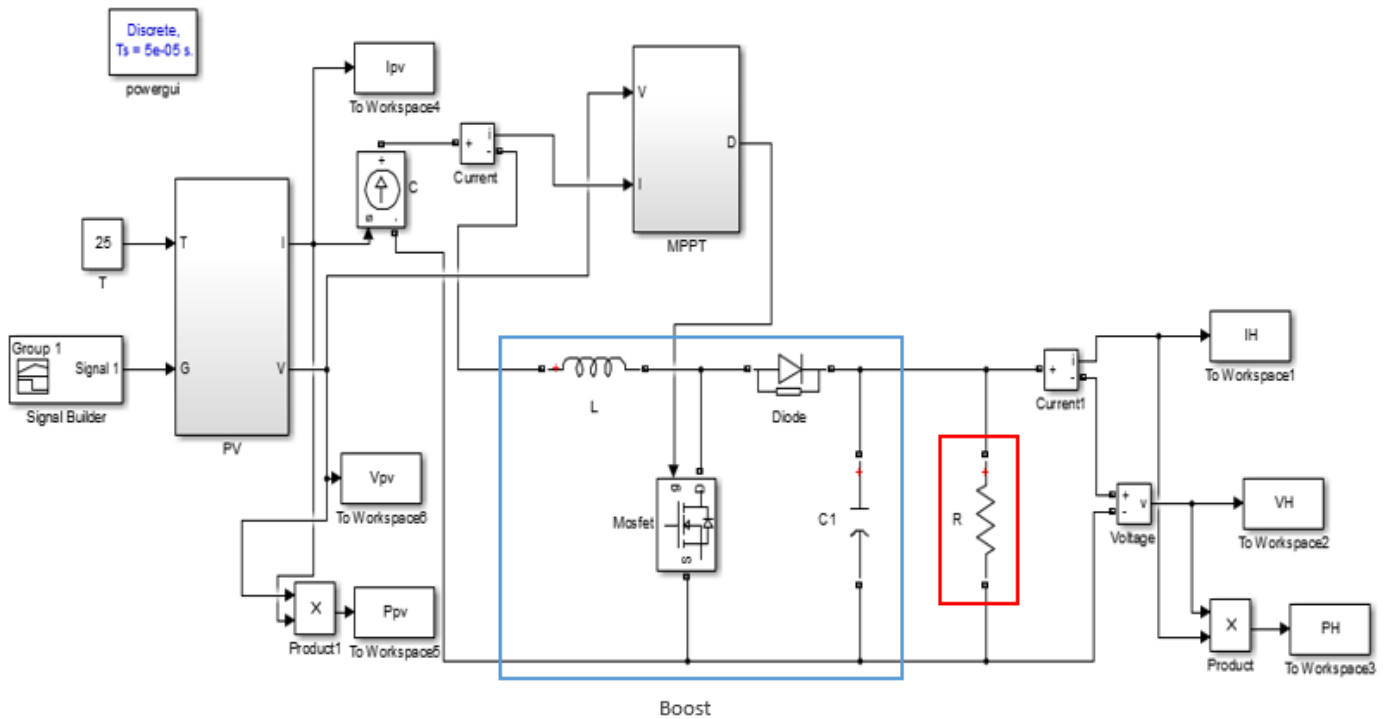 Discrete,
Ts = 5e-05 s.
powergui
Ipv
To Workspace4
+
s
-
C
+
i
-
Current
V
I
D
MPPT
25
T
T
G
I
V
PV
Group 1
Signal 1
Signal Builder
Vpv
To Workspace6
X
Product1
Ppv
To Workspace5
+
L
Diode
g
D
S
Mosfet
+
C1
+
R
+
i
-
Current1
IH
To Workspace1
+
-
v
Voltage
VH
To Workspace2
X
Product
PH
To Workspace3
Boost